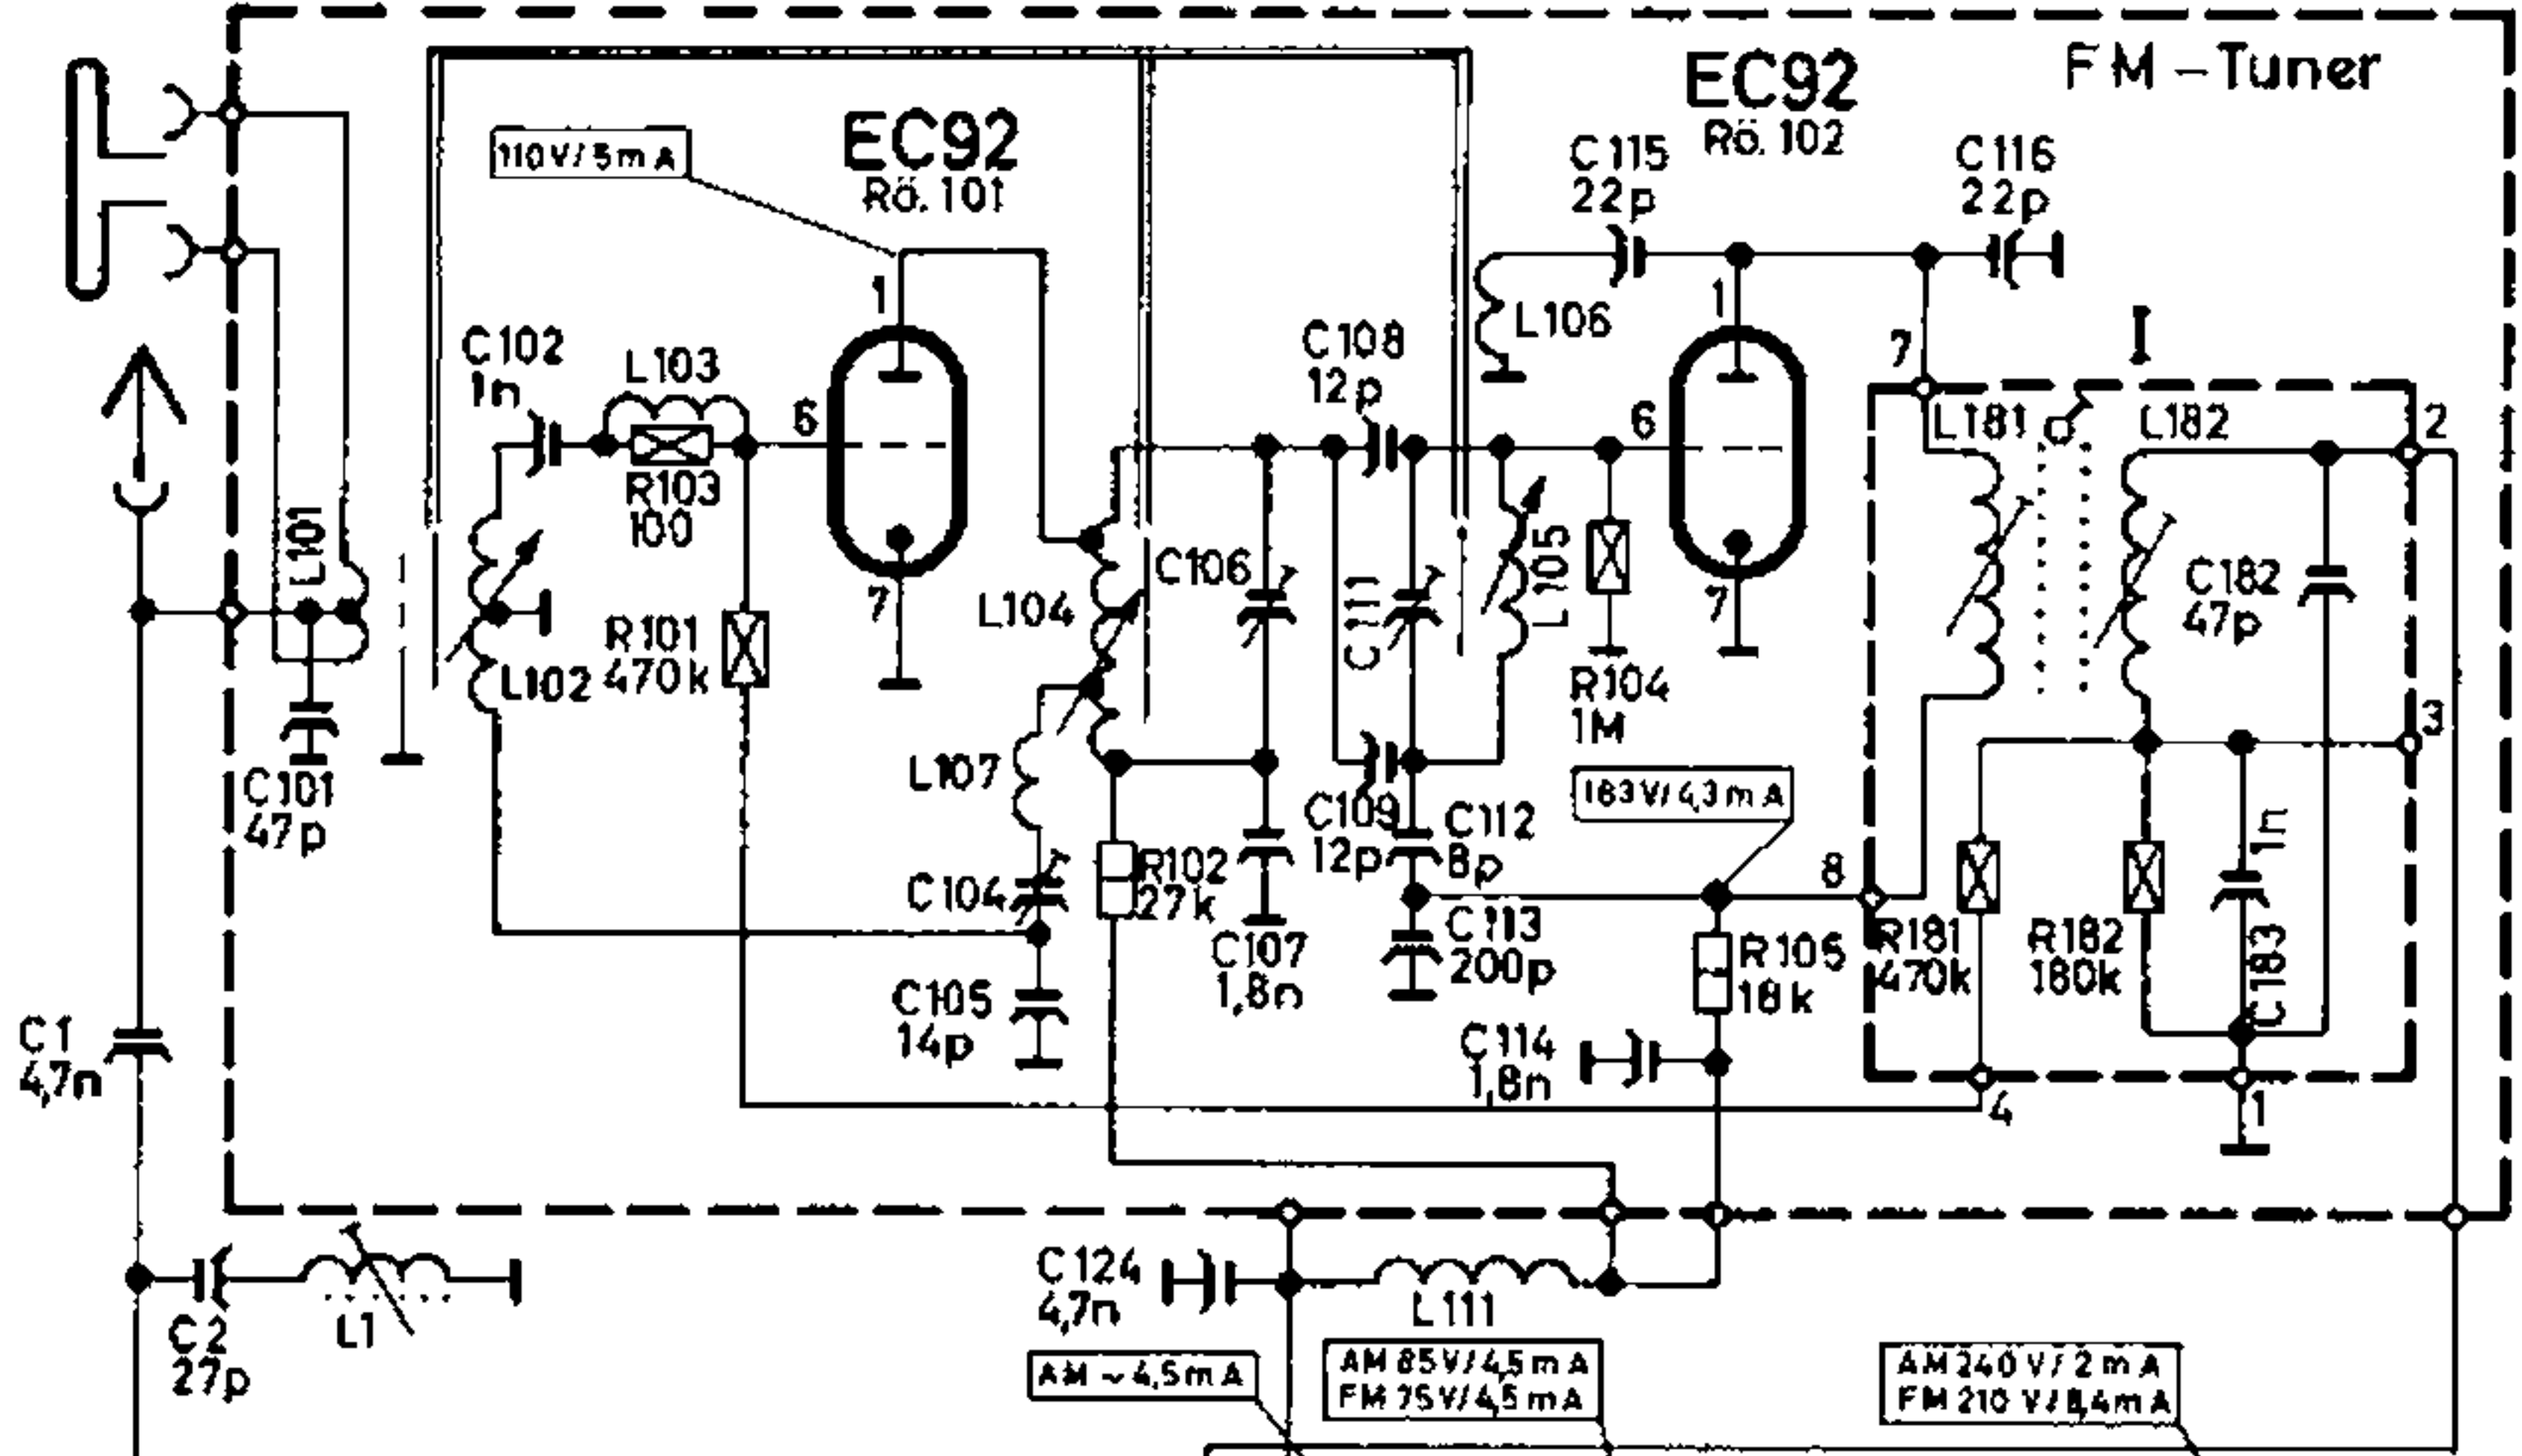 FM-Tuner
EC92
Rö. 102
EC92
Rö. 101
110V/5mA
C115
22p
C116
22p
1
1
L106
I
7
C102
1n
L103
C108
12p
6
6
R103
100
L181
L182
2
L101
C106
C111
L105
C182
47p
7
7
L104
R101
470k
L102
R104
1M
3
L107
C101
47p
183V/4,3mA
C109
12p
C112
8p
1n
R102
27k
C104
8
C107
1,8n
C113
200p
R105
18k
R181
470k
R182
180k
C183
C105
14p
C1
4,7n
C114
1,8n
4
1
C124
4,7n
L111
L1
C2
27p
AM ~ 4,5mA
AM 85V/4,5mA
FM 75V/4,5mA
AM 240 V/2mA
FM 210 V/8,4mA